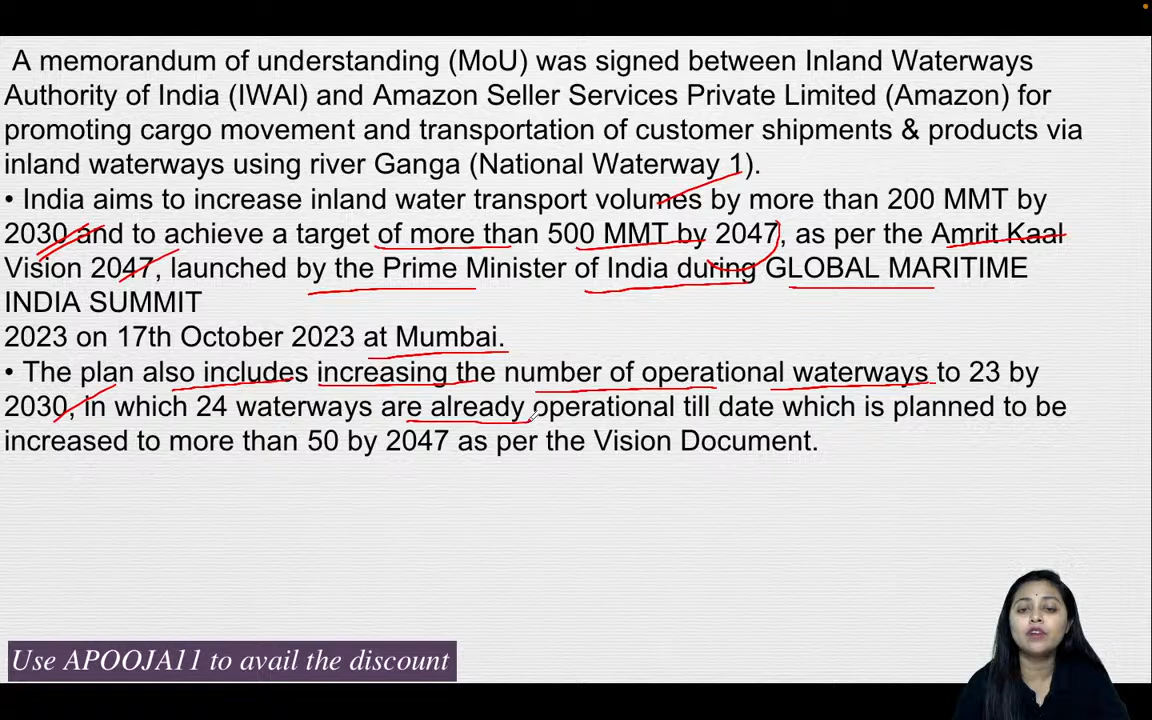 A memorandum of understanding (MoU) was signed between Inland Waterways
Authority of India (IWAI) and Amazon Seller Services Private Limited (Amazon) for
promoting cargo movement and transportation of customer shipments & products via
inland waterways using river Ganga (National Waterway 1).
• India aims to increase inland water transport volumes by more than 200 MMT by
2030 and to achieve a target of more than 500 MMT by 2047, as per the Amrit Kaal
Vision 2047, launched by the Prime Minister of India during GLOBAL MARITIME
INDIA SUMMIT
2023 on 17th October 2023 at Mumbai.
• The plan also includes increasing the number of operational waterways to 23 by
2030, in which 24 waterways are already operational till date which is planned to be
increased to more than 50 by 2047 as per the Vision Document.
Use APOOJA11 to avail the discount